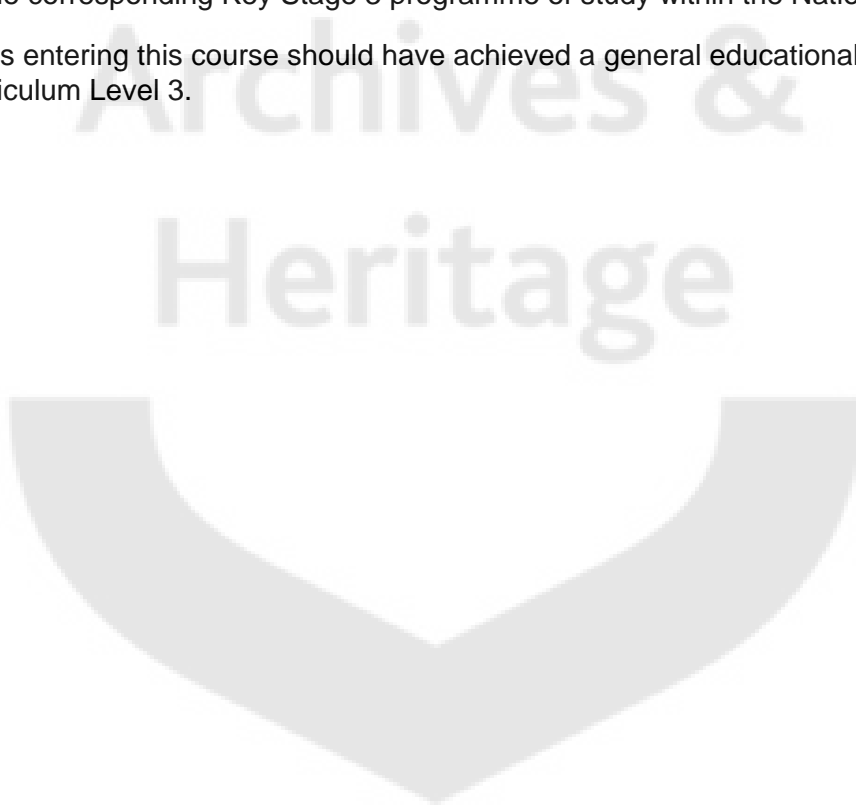 corresponding Key Stage 3 programme of study within the
s entering this course should have achieved a general educational
iculum Level 3.
Archives &
Heritage